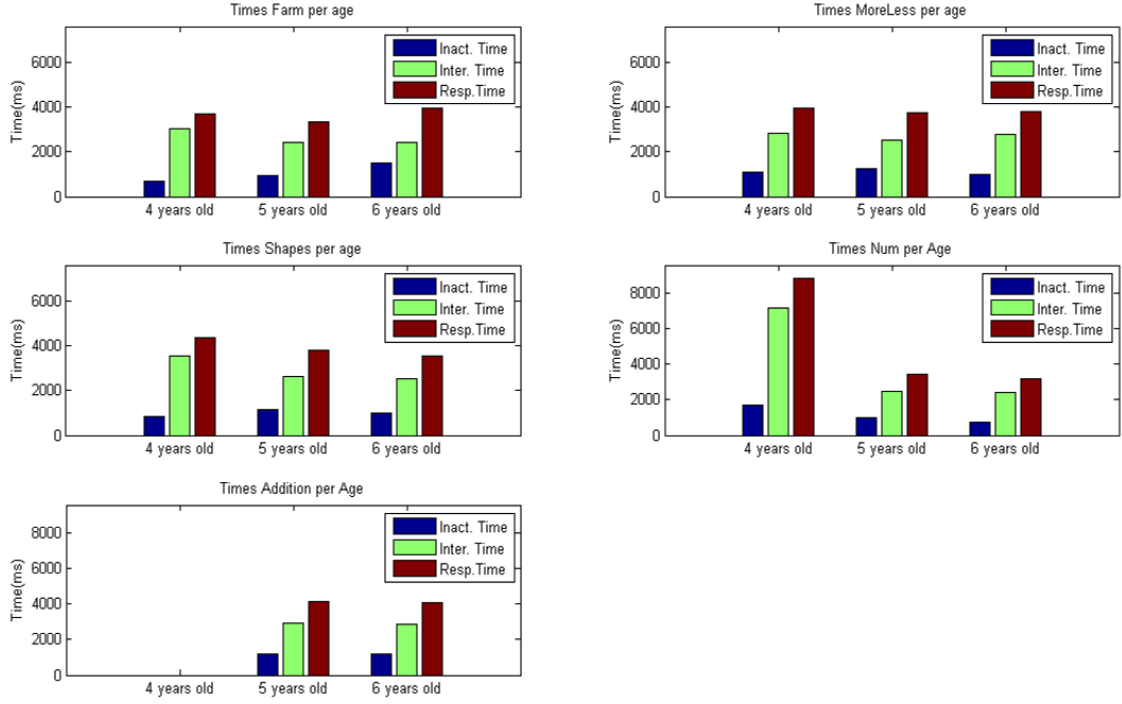 Times Farm per age
Time(ms)
6000
4000
2000
0
Inact. Time
Inter. Time
Resp.Time
4 years old 5 years old 6 years old
Times MoreLess per age
Time(ms)
6000
4000
2000
0
Inact. Time
Inter. Time
Resp.Time
4 years old 5 years old 6 years old
Times Shapes per age
Time(ms)
6000
4000
2000
0
Inact. Time
Inter. Time
Resp.Time
4 years old 5 years old 6 years old
Times Num per Age
Time(ms)
8000
6000
4000
2000
0
Inact. Time
Inter. Time
Resp.Time
4 years old 5 years old 6 years old
Times Addition per Age
Time(ms)
8000
6000
4000
2000
0
Inact. Time
Inter. Time
Resp.Time
4 years old 5 years old 6 years old